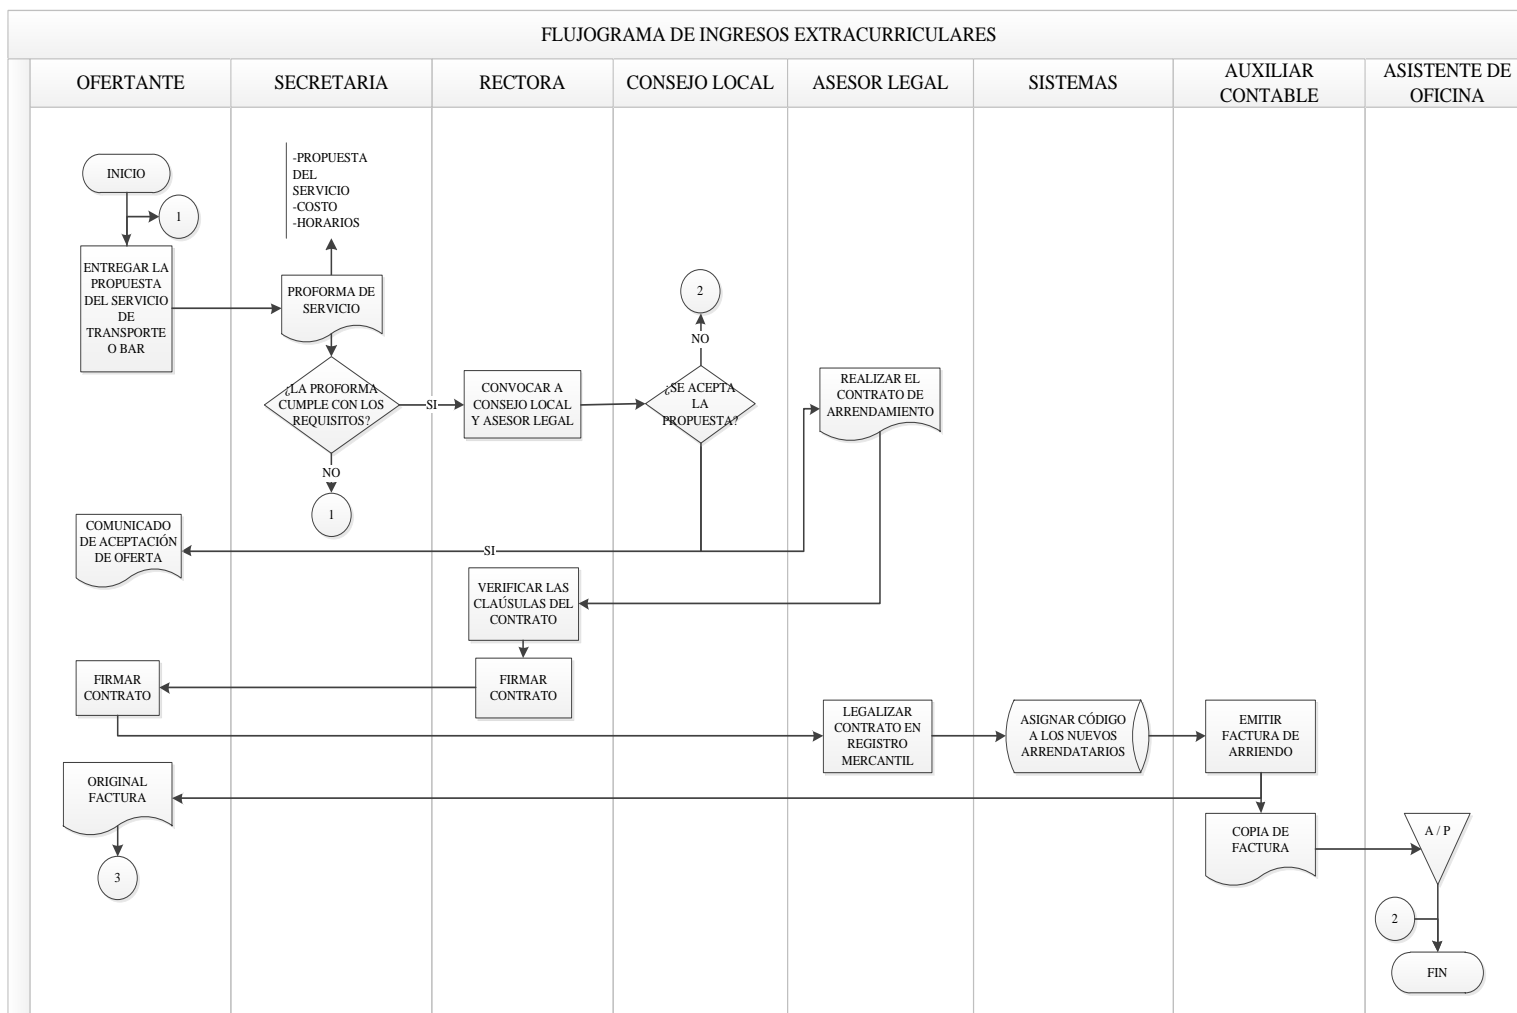 FLUJOGRAMA DE INGRESOS EXTRACURRICULARES
OFERTANTE
SECRETARIA
RECTORA
CONSEJO LOCAL
ASESOR LEGAL
SISTEMAS
AUXILIAR
CONTABLE
ASISTENTE DE
OFICINA
INICIO
1
ENTREGAR LA
PROPUESTA
DEL SERVICIO
DE
TRANSPORTE
O BAR
-PROPUESTA
DEL
SERVICIO
-COSTO
-HORARIOS
PROFORMA DE
SERVICIO
¿LA PROFORMA
CUMPLE CON LOS
REQUISITOS?
SI
NO
1
CONVOCAR A
CONSEJO LOCAL
Y ASESOR LEGAL
2
NO
¿SE ACEPTA
LA
PROPUESTA?
REALIZAR EL
CONTRATO DE
ARRENDAMIENTO
SI
COMUNICADO
DE ACEPTACIÓN
DE OFERTA
VERIFICAR LAS
CLAÚSULAS DEL
CONTRATO
FIRMAR
CONTRATO
FIRMAR
CONTRATO
LEGALIZAR
CONTRATO EN
REGISTRO
MERCANTIL
ASIGNAR CÓDIGO
A LOS NUEVOS
ARRENDATARIOS
EMITIR
FACTURA DE
ARRIENDO
ORIGINAL
FACTURA
3
COPIA DE
FACTURA
A / P
2
FIN